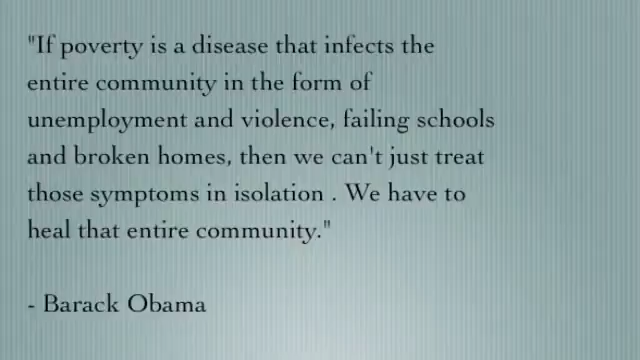 "If poverty is a disease that infects the
entire community in the form of
unemployment and violence, failing schools
and broken homes, then we can't just treat
those symptoms in isolation . We have to
heal that entire community."
- Barack Obama